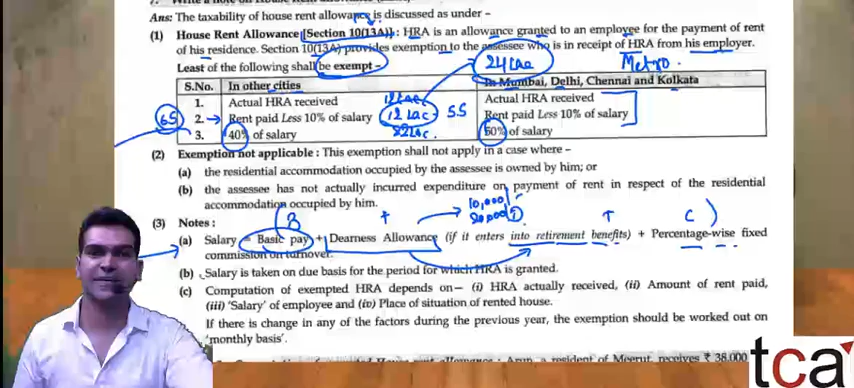 Ans: The taxability of house rent allowance is discussed as under –
(1) House Rent Allowance [Section 10(13A)] : HRA is an allowance granted to an employee for the payment of rent
of his residence. Section 10(13A) provides exemption to the assessee who is in receipt of HRA from his employer.
Least of the following shall be exempt –
24 Lac
Metro
S.No. In other cities In Mumbai, Delhi, Chennai and Kolkata
1. Actual HRA received Actual HRA received
65 2. Rent paid Less 10% of salary 12 Lac 5.5 Rent paid Less 10% of salary
3. 40% of salary 50% of salary
(2) Exemption not applicable : This exemption shall not apply in a case where –
(a) the residential accommodation occupied by the assessee is owned by him; or
(b) the assessee has not actually incurred expenditure on payment of rent in respect of the residential
accommodation occupied by him.
10,000
(3) Notes: B + T C)
(a) Salary = Basic pay + Dearness Allowance (if it enters into retirement benefits) + Percentage-wise fixed
commission on turnover.
(b) Salary is taken on due basis for the period for which HRA is granted.
(c) Computation of exempted HRA depends on— (i) HRA actually received, (ii) Amount of rent paid,
(iii) 'Salary' of employee and (iv) Place of situation of rented house.
If there is change in any of the factors during the previous year, the exemption should be worked out on
'monthly basis'.
a resident of Meerut, receives ₹ 38,000
tca